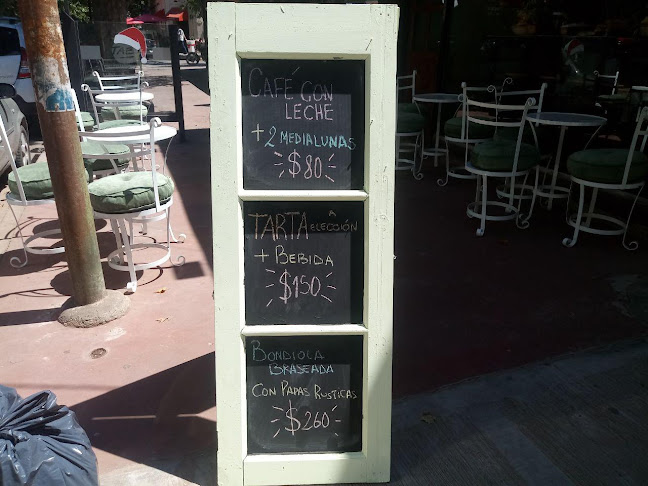 CAFÉ CON
LECHE
+ 2 MEDIALUNAS
$80
TARTA A ELECCIÓN
+ BEBIDA
$150
BONDIOLA
BRASEADA
CON PAPAS RUSTICAS
$260